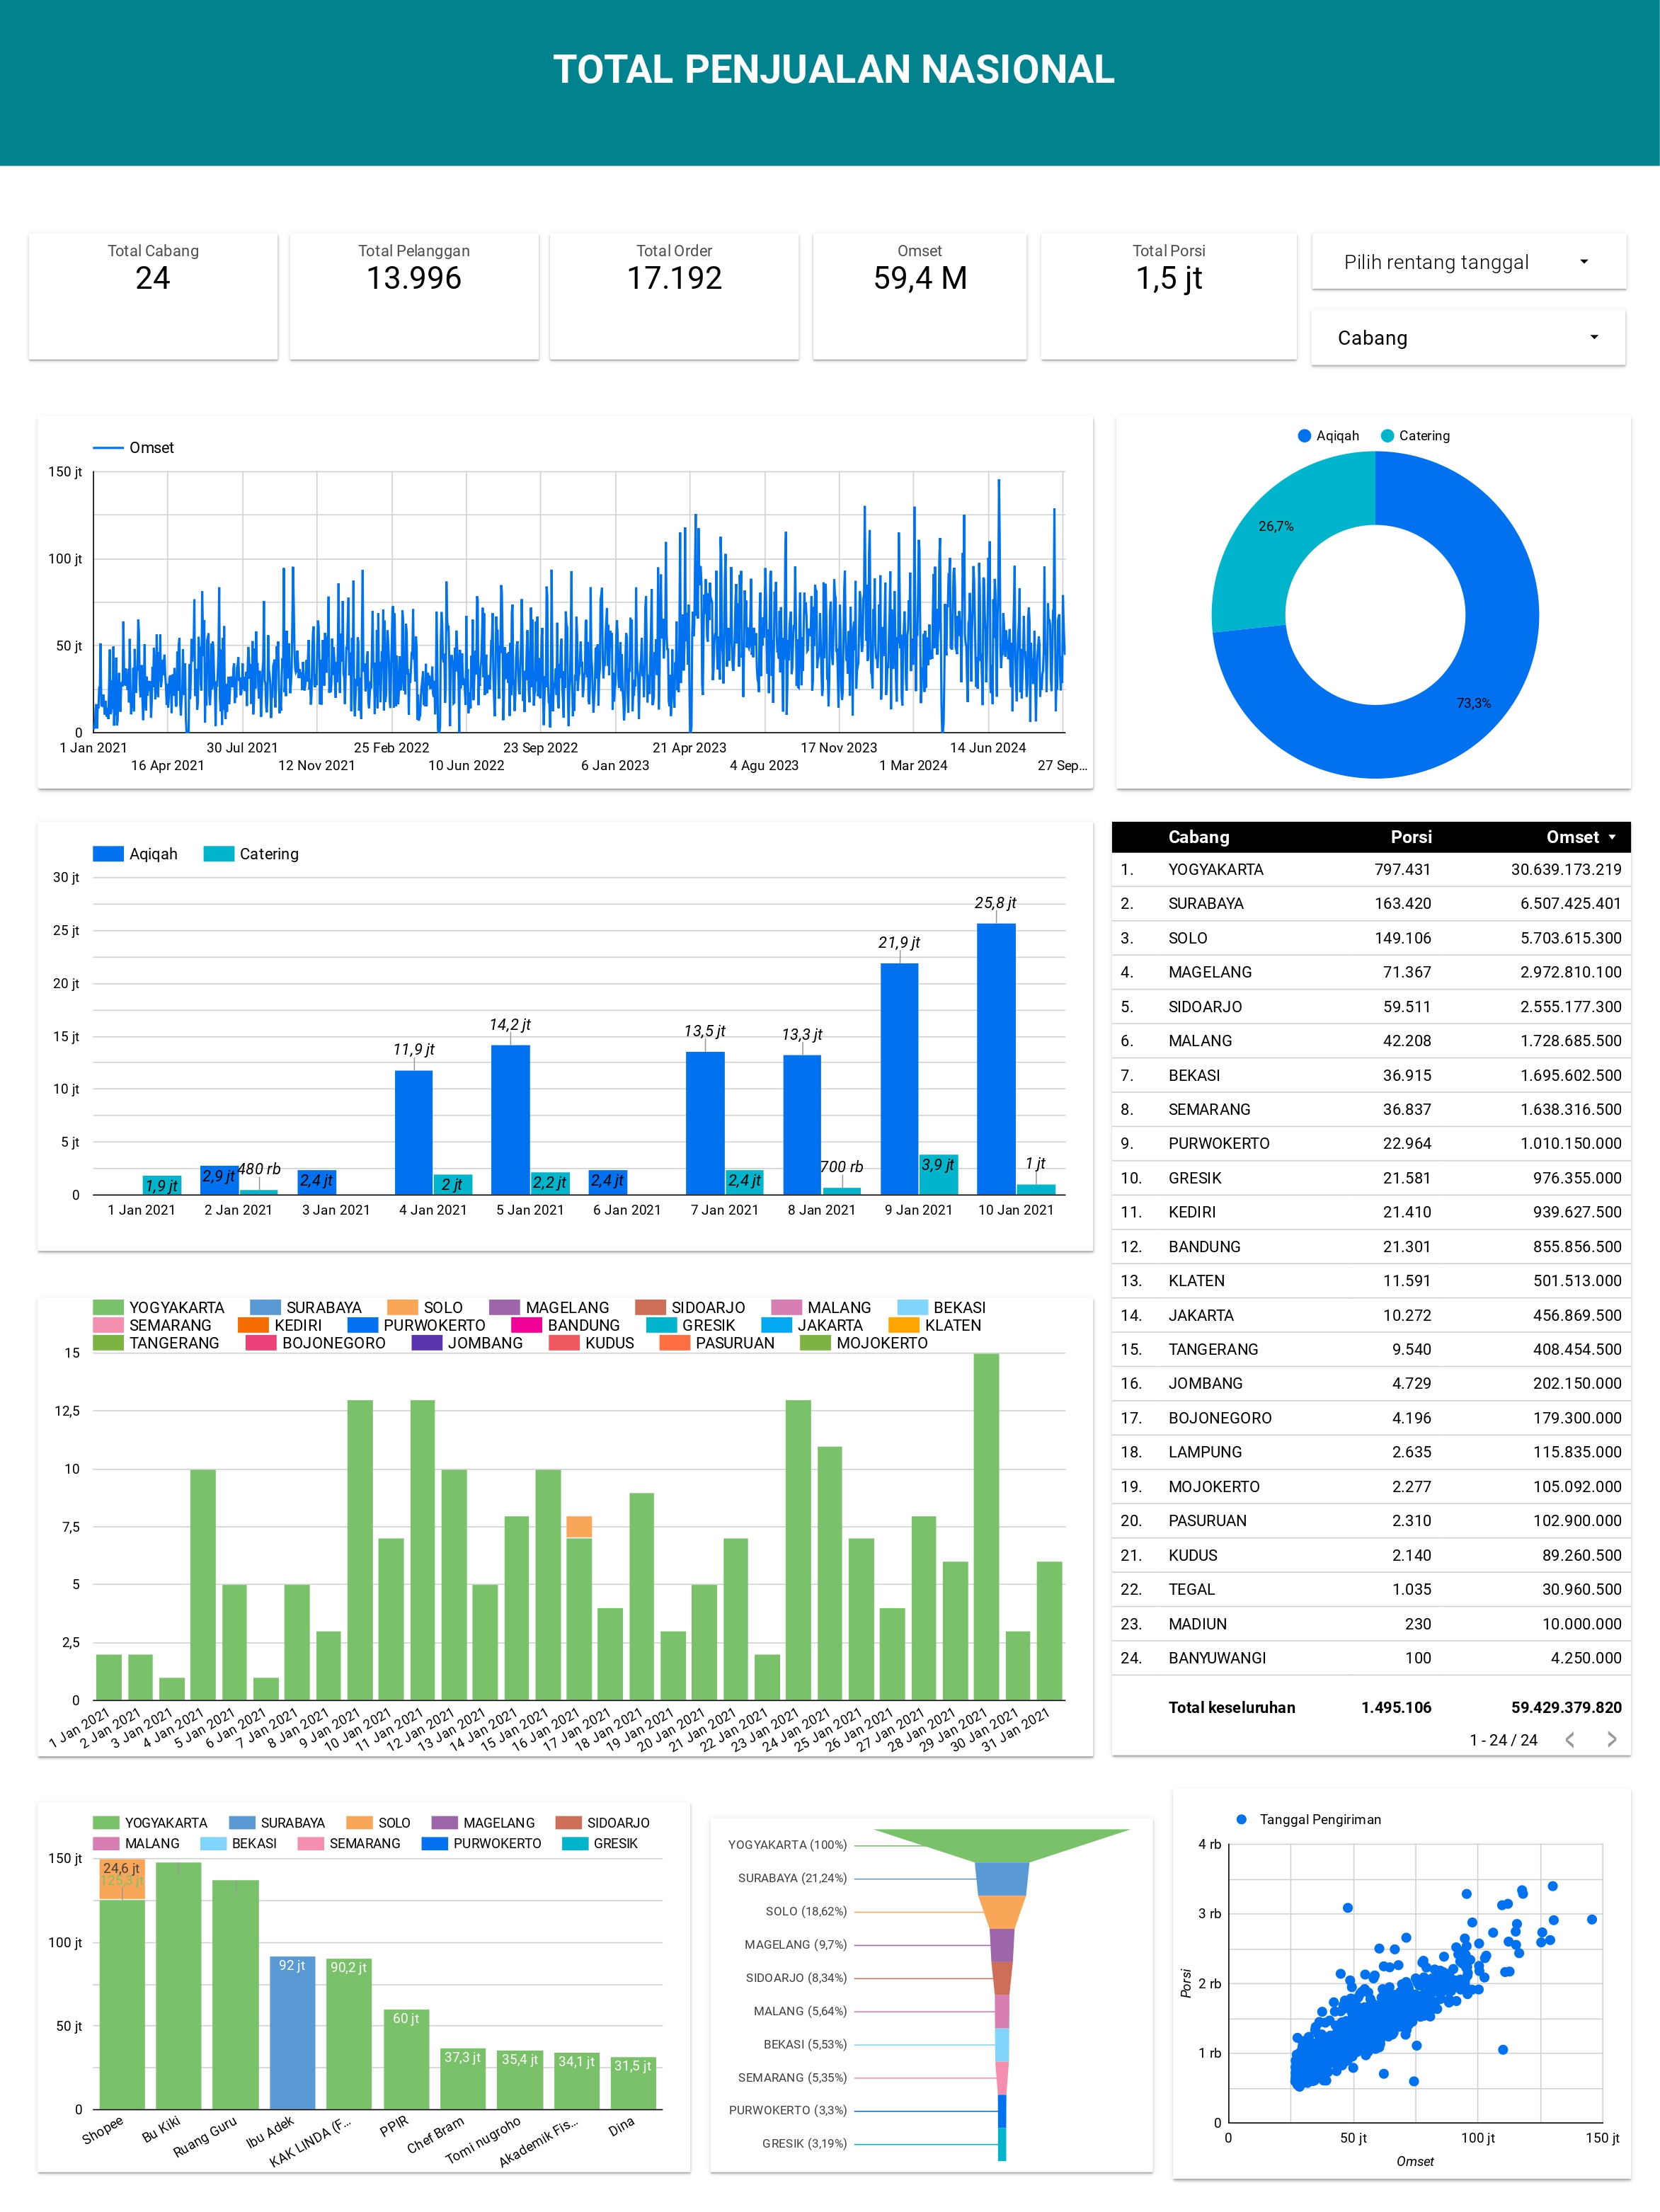 TOTAL PENJUALAN NASIONAL
Total Cabang
24
Total Pelanggan
13.996
Total Order
17.192
Omset
59,4 M
Total Porsi
1,5 jt
Pilih rentang tanggal
Cabang
Omset
150 jt
100 jt
50 jt
0
1 Jan 2021
16 Apr 2021
30 Jul 2021
12 Nov 2021
25 Feb 2022
10 Jun 2022
23 Sep 2022
6 Jan 2023
21 Apr 2023
4 Agu 2023
17 Nov 2023
1 Mar 2024
14 Jun 2024
27 Sep...
Aqiqah Catering
26,7%
73,3%
Aqiqah Catering
30 jt
25 jt
20 jt
15 jt
10 jt
5 jt
0
1,9 jt
2,9 jt
480 rb
2,4 jt
11,9 jt
2 jt
14,2 jt
2,2 jt
2,4 jt
13,5 jt
2,4 jt
13,3 jt
700 rb
21,9 jt
3,9 jt
25,8 jt
1 jt
1 Jan 2021 2 Jan 2021 3 Jan 2021 4 Jan 2021 5 Jan 2021 6 Jan 2021 7 Jan 2021 8 Jan 2021 9 Jan 2021 10 Jan 2021
Cabang Porsi Omset
1. YOGYAKARTA 797.431 30.639.173.219
2. SURABAYA 163.420 6.507.425.401
3. SOLO 149.106 5.703.615.300
4. MAGELANG 71.367 2.972.810.100
5. SIDOARJO 59.511 2.555.177.300
6. MALANG 42.208 1.728.685.500
7. BEKASI 36.915 1.695.602.500
8. SEMARANG 36.837 1.638.316.500
9. PURWOKERTO 22.964 1.010.150.000
10. GRESIK 21.581 976.355.000
11. KEDIRI 21.410 939.627.500
12. BANDUNG 21.301 855.856.500
13. KLATEN 11.591 501.513.000
14. JAKARTA 10.272 456.869.500
15. TANGERANG 9.540 408.454.500
16. JOMBANG 4.729 202.150.000
17. BOJONEGORO 4.196 179.300.000
18. LAMPUNG 2.635 115.835.000
19. MOJOKERTO 2.277 105.092.000
20. PASURUAN 2.310 102.900.000
21. KUDUS 2.140 89.260.500
22. TEGAL 1.035 30.960.500
23. MADIUN 230 10.000.000
24. BANYUWANGI 100 4.250.000
Total keseluruhan 1.495.106 59.429.379.820
1 - 24 / 24
YOGYAKARTA SURABAYA SOLO MAGELANG SIDOARJO MALANG BEKASI
SEMARANG KEDIRI PURWOKERTO BANDUNG GRESIK JAKARTA KLATEN
TANGERANG BOJONEGORO JOMBANG KUDUS PASURUAN MOJOKERTO
15
12,5
10
7,5
5
2,5
0
1 Jan 2021
2 Jan 2021
3 Jan 2021
4 Jan 2021
5 Jan 2021
6 Jan 2021
7 Jan 2021
8 Jan 2021
9 Jan 2021
10 Jan 2021
11 Jan 2021
12 Jan 2021
13 Jan 2021
14 Jan 2021
15 Jan 2021
16 Jan 2021
17 Jan 2021
18 Jan 2021
19 Jan 2021
20 Jan 2021
21 Jan 2021
22 Jan 2021
23 Jan 2021
24 Jan 2021
25 Jan 2021
26 Jan 2021
27 Jan 2021
28 Jan 2021
29 Jan 2021
30 Jan 2021
31 Jan 2021
YOGYAKARTA SURABAYA SOLO MAGELANG SIDOARJO
MALANG BEKASI SEMARANG PURWOKERTO GRESIK
150 jt
100 jt
50 jt
0
24,6 jt
125,3 jt
92 jt
90,2 jt
60 jt
37,3 jt
35,4 jt
34,1 jt
31,5 jt
Shopee
Bu Kiki
Ruang Guru
Ibu Adek
KAK LINDA (F...
PPIR
Chef Bram
Tomi nugroho
Akademik Fis...
Dina
YOGYAKARTA (100%)
SURABAYA (21,24%)
SOLO (18,62%)
MAGELANG (9,7%)
SIDOARJO (8,34%)
MALANG (5,64%)
BEKASI (5,53%)
SEMARANG (5,35%)
PURWOKERTO (3,3%)
GRESIK (3,19%)
Tanggal Pengiriman
4 rb
3 rb
2 rb
1 rb
0
Porsi
0 50 jt 100 jt 150 jt
Omset